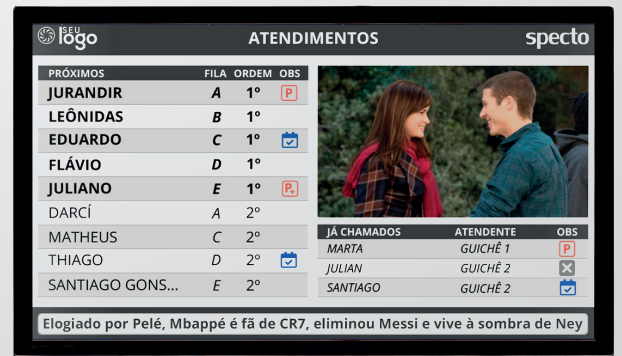 SEU
logo
ATENDIMENTOS
specto
PRÓXIMOS FILA ORDEM OBS
JURANDIR A 1º P
LEÔNIDAS B 1º
EDUARDO C 1º
FLÁVIO D 1º
JULIANO E 1º P+
DARCÍ A 2º
MATHEUS C 2º
THIAGO D 2º
SANTIAGO GONS... E 2º
JÁ CHAMADOS ATENDENTE OBS
MARTA GUICHÊ 1 P
JULIAN GUICHÊ 2
SANTIAGO GUICHÊ 2
Elogiado por Pelé, Mbappé é fã de CR7, eliminou Messi e vive à sombra de Ney